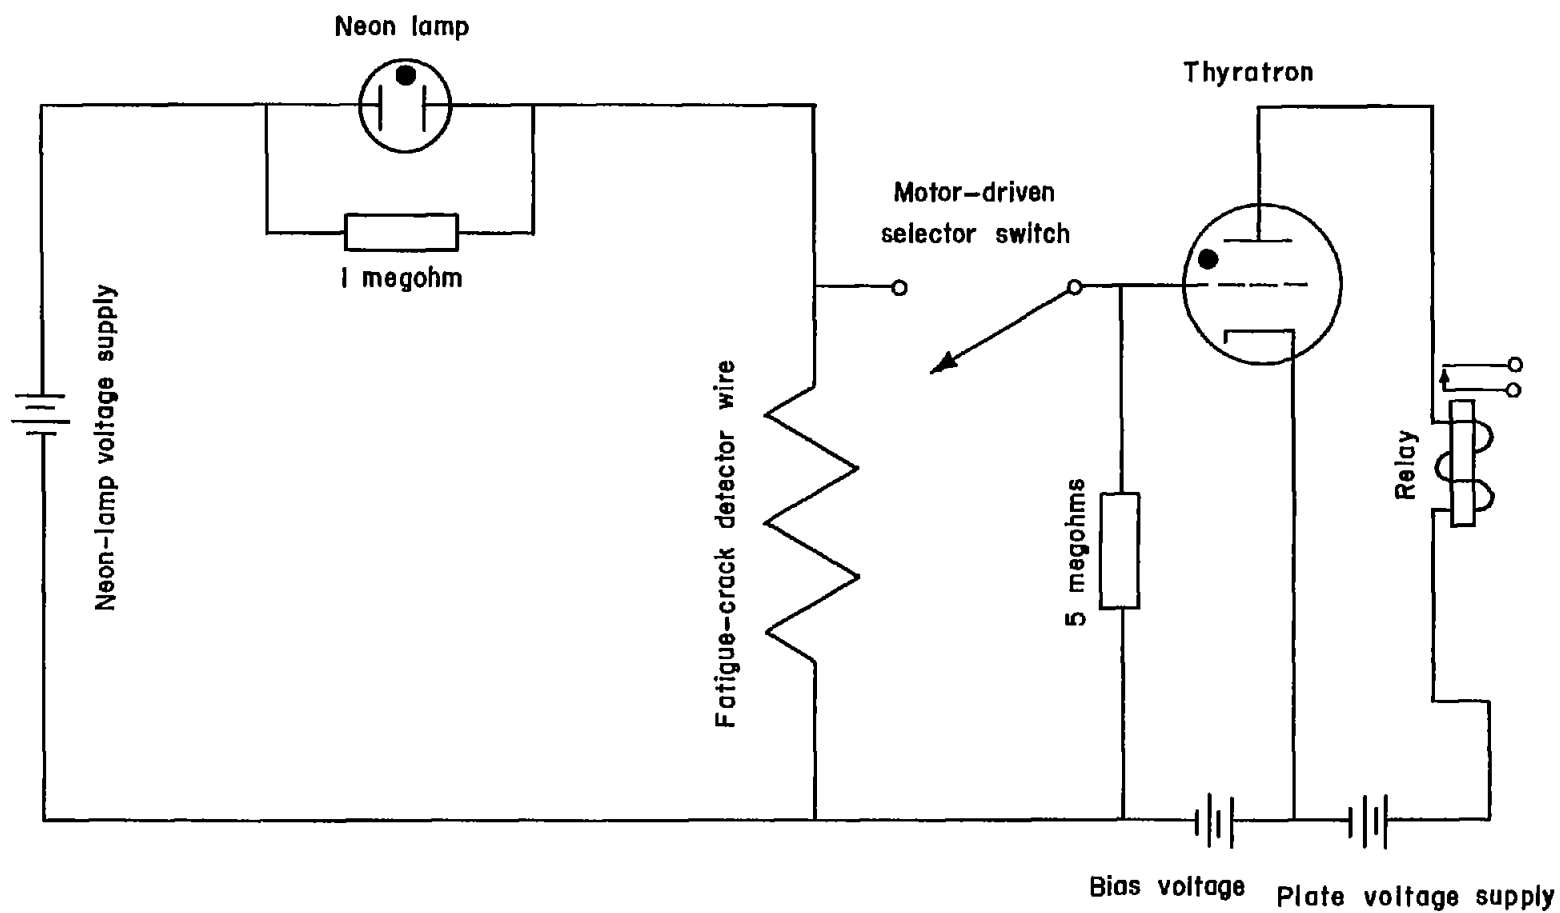 Neon lamp
Thyratron
Motor-driven
selector switch
1 megohm
Neon-lamp voltage supply
Fatigue-crack detector wire
5 megohms
Relay
Bias voltage
Plate voltage supply